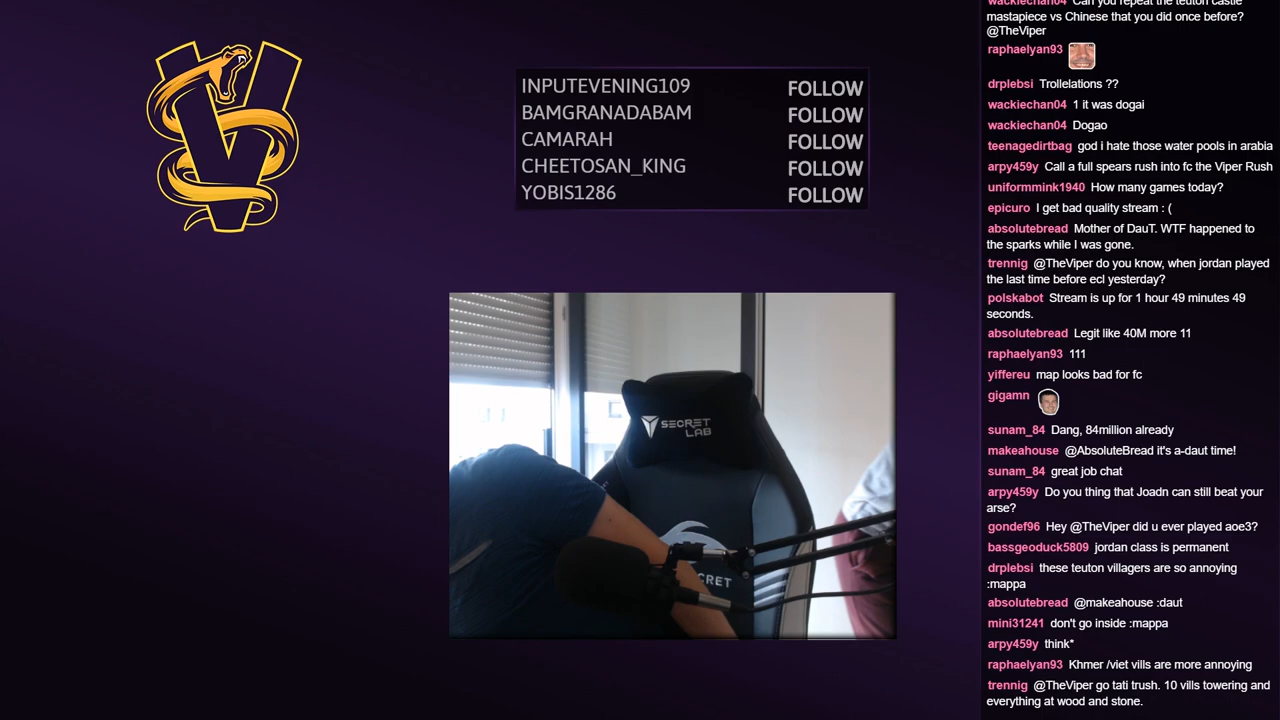 INPUTEVENING109 FOLLOW
BAMGRANADABAM FOLLOW
CAMARAH FOLLOW
CHEETOSAN_KING FOLLOW
YOBIS1286 FOLLOW
SECRET
LAB
CRET
wackiechan04 Can you repeat the teuton castle
mastapiece vs Chinese that you did once before?
@TheViper
raphaelyan93
drplebsi Trollelations ??
wackiechan04 1 it was dogai
wackiechan04 Dogao
teenagedirtbag god i hate those water pools in arabia
arpy459y Call a full spears rush into fc the Viper Rush
uniformmink1940 How many games today?
epicuro I get bad quality stream : (
absolutebread Mother of DauT. WTF happened to
the sparks while I was gone.
trennig @TheViper do you know, when jordan played
the last time before ecl yesterday?
polskabot Stream is up for 1 hour 49 minutes 49
seconds.
absolutebread Legit like 40M more 11
raphaelyan93 111
yiffereu map looks bad for fc
gigamn
sunam_84 Dang, 84million already
makeahouse @AbsoluteBread it's a-daut time!
sunam_84 great job chat
arpy459y Do you thing that Joadn can still beat your
arse?
gondef96 Hey @TheViper did u ever played aoe3?
bassgeoduck5809 jordan class is permanent
drplebsi these teuton villagers are so annoying
:mappa
absolutebread @makeahouse :daut
mini31241 don't go inside :mappa
arpy459y think*
raphaelyan93 Khmer /viet vills are more annoying
trennig @TheViper go tati trush. 10 vills towering and
everything at wood and stone.